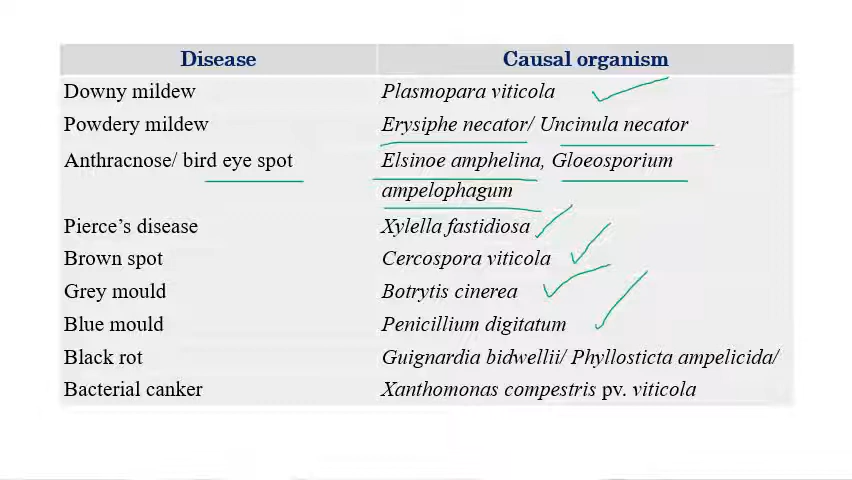 Disease Causal organism
Downy mildew Plasmopara viticola
Powdery mildew Erysiphe necator/ Uncinula necator
Anthracnose/ bird eye spot Elsinoe amphelina, Gloeosporium
ampelophagum
Pierce's disease Xylella fastidiosa
Brown spot Cercospora viticola
Grey mould Botrytis cinerea
Blue mould Penicillium digitatum
Black rot Guignardia bidwellii/ Phyllosticta ampelicida/
Bacterial canker Xanthomonas compestris pv. viticola